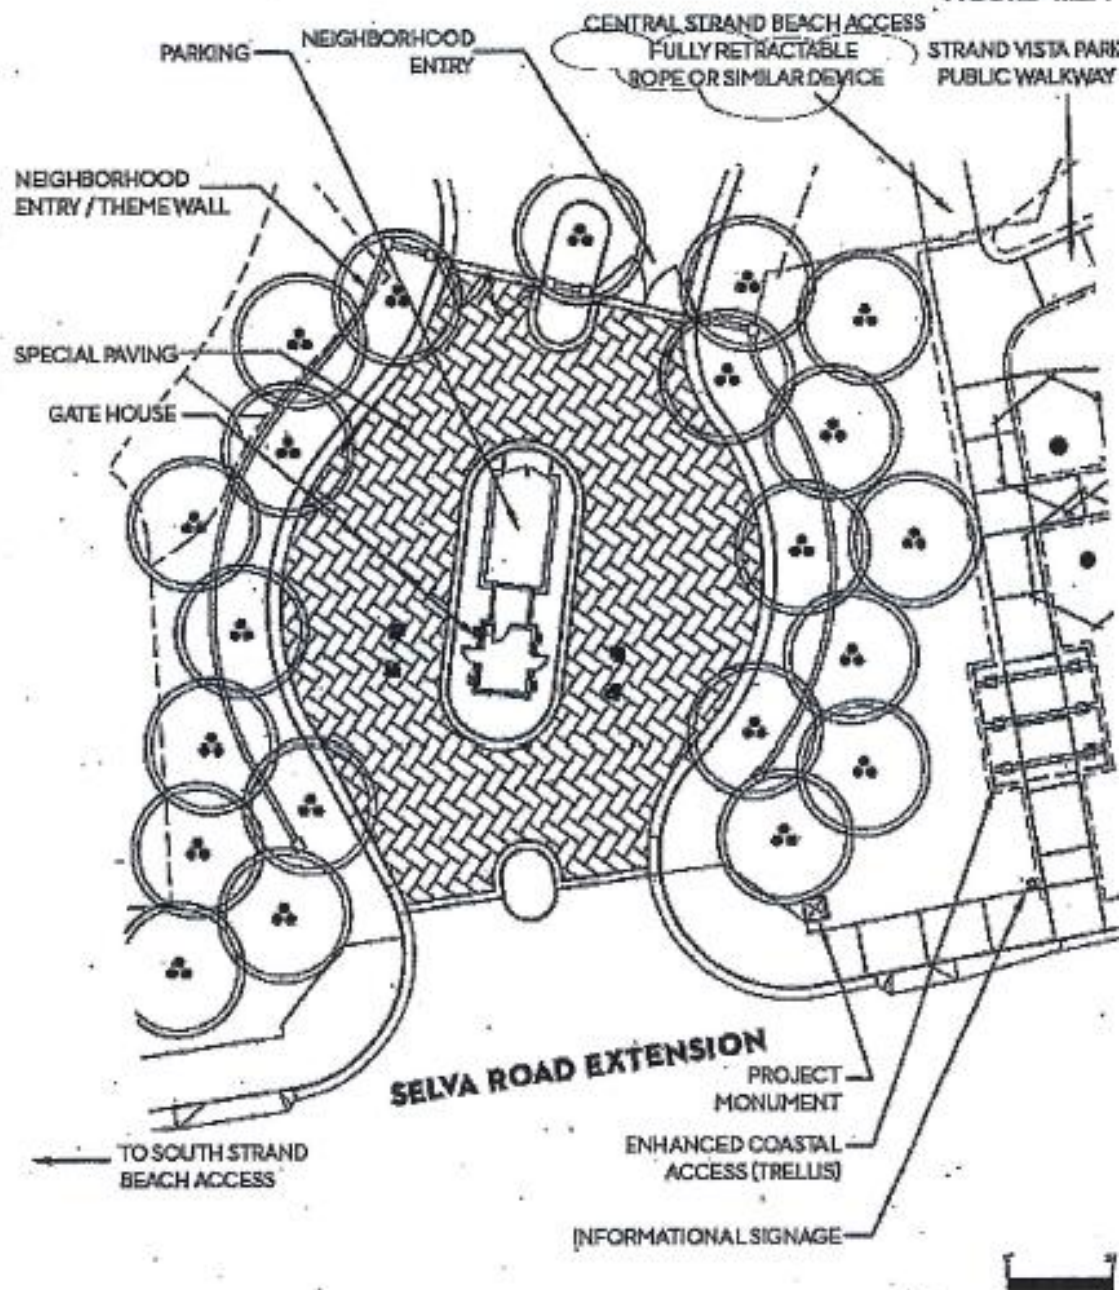 PARKING
NEIGHBORHOOD
ENTRY
CENTRAL STRAND BEACH ACCESS
FULLY RETRACTABLE
ROPE OR SIMILAR DEVICE
STRAND VISTA PARK
PUBLIC WALKWAY
NEIGHBORHOOD
ENTRY / THEME WALL
SPECIAL PAVING
GATE HOUSE
SELVA ROAD EXTENSION
PROJECT
MONUMENT
TO SOUTH STRAND
BEACH ACCESS
ENHANCED COASTAL
ACCESS (TRELLIS)
INFORMATIONAL SIGNAGE